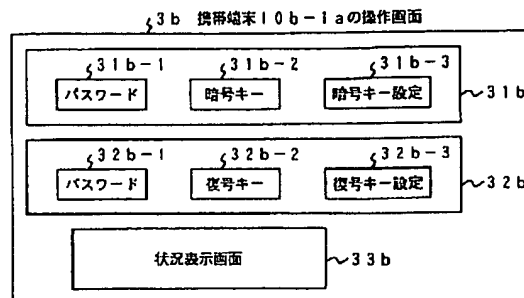 3b 携帯端末10b-1aの操作画面
31b-1 31b-2 31b-3
パスワード 暗号キー 暗号キー設定 31b
32b-1 32b-2 32b-3
パスワード 復号キー 復号キー設定 32b
状況表示画面 33b